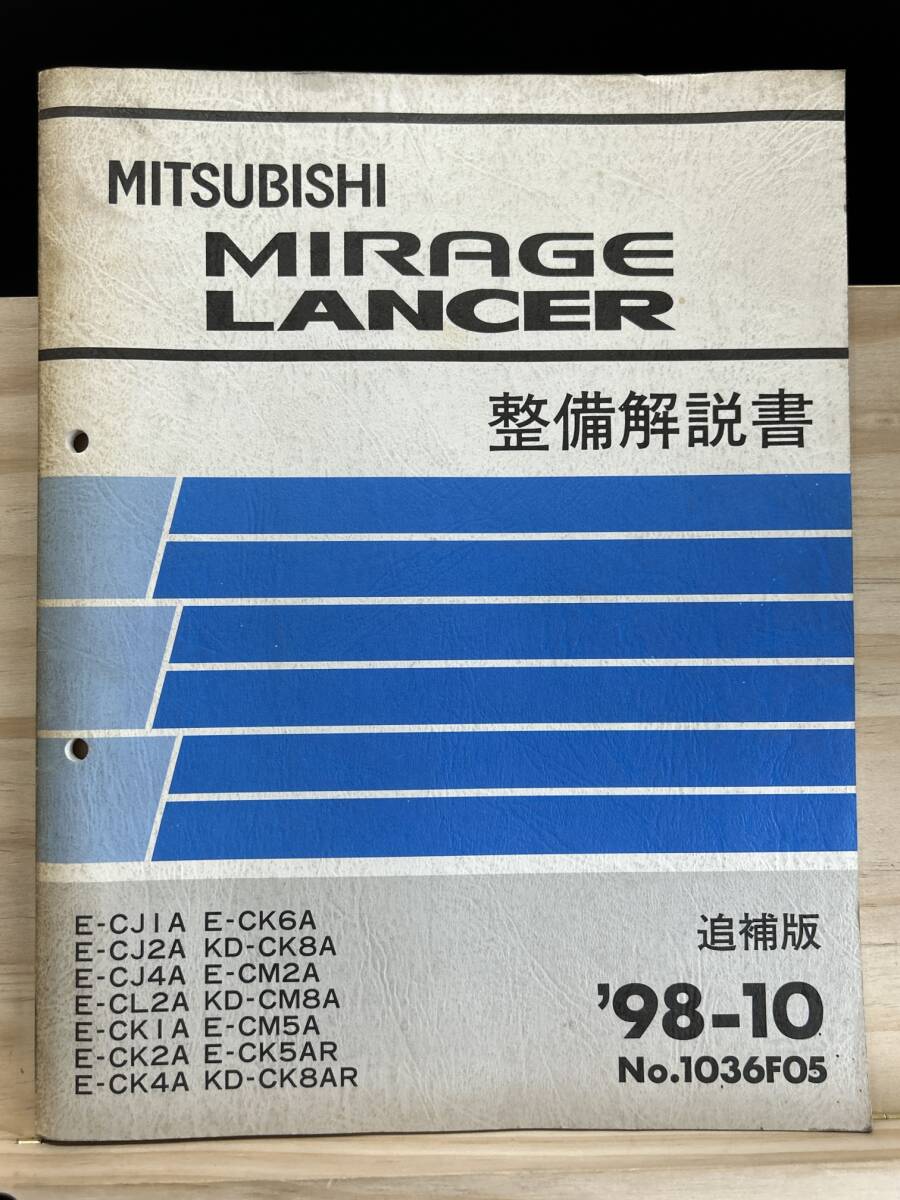 MITSUBISHI
MIRAGE
LANCER
整備解説書
E-CJ1A E-CK6A
E-CJ2A KD-CK8A
E-CJ4A E-CM2A
E-CL2A KD-CM8A
E-CK1A E-CM5A
E-CK2A E-CK5AR
E-CK4A KD-CK8AR
追補版
'98-10
No.1036F05